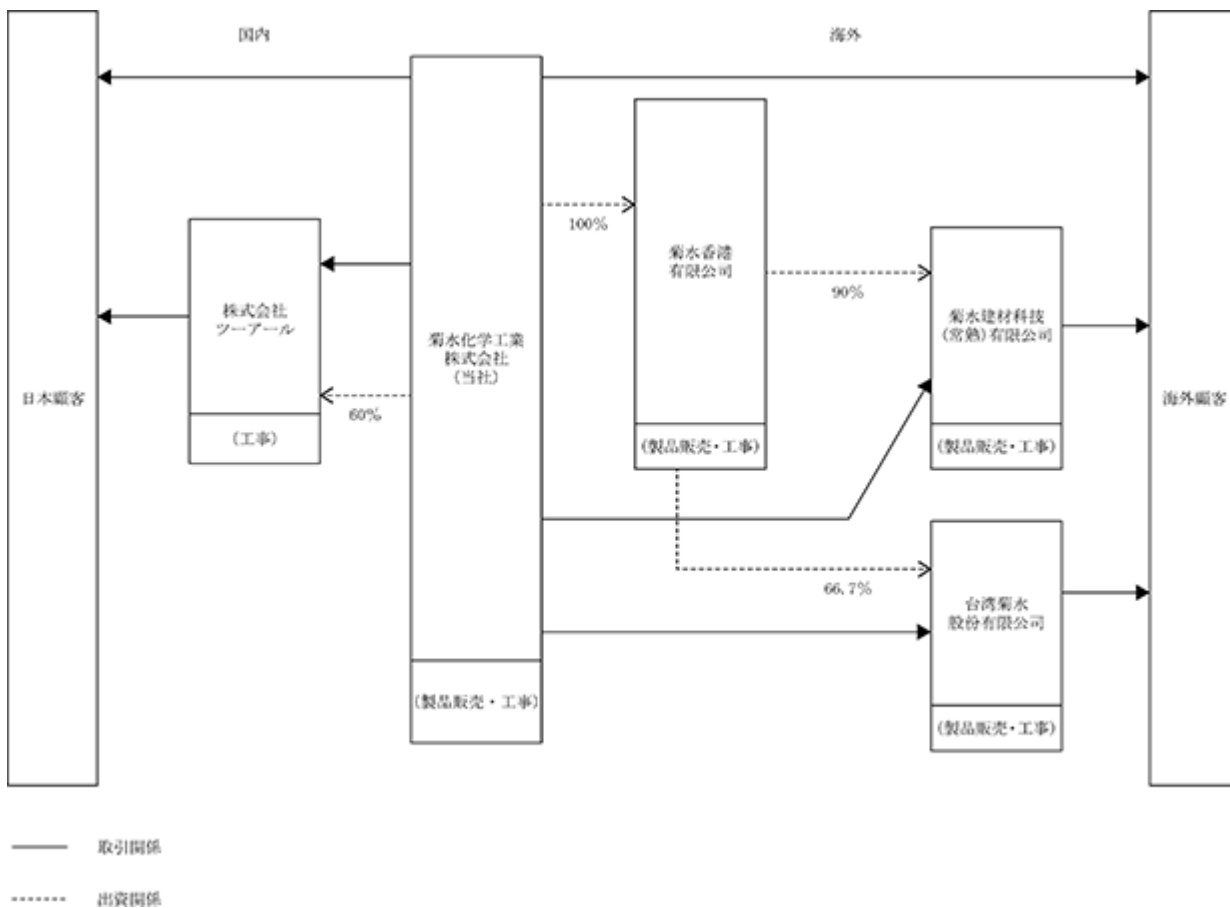 国内
海外
日本顧客
株式会社
ツーアール
(工事)
60%
菊水化学工業
株式会社
(当社)
(製品販売・工事)
100%
菊水香港
有限公司
(製品販売・工事)
90%
66.7%
菊水建材科技
(常熟)有限公司
(製品販売・工事)
台湾菊水
股份有限公司
(製品販売・工事)
海外顧客
取引関係
出資関係